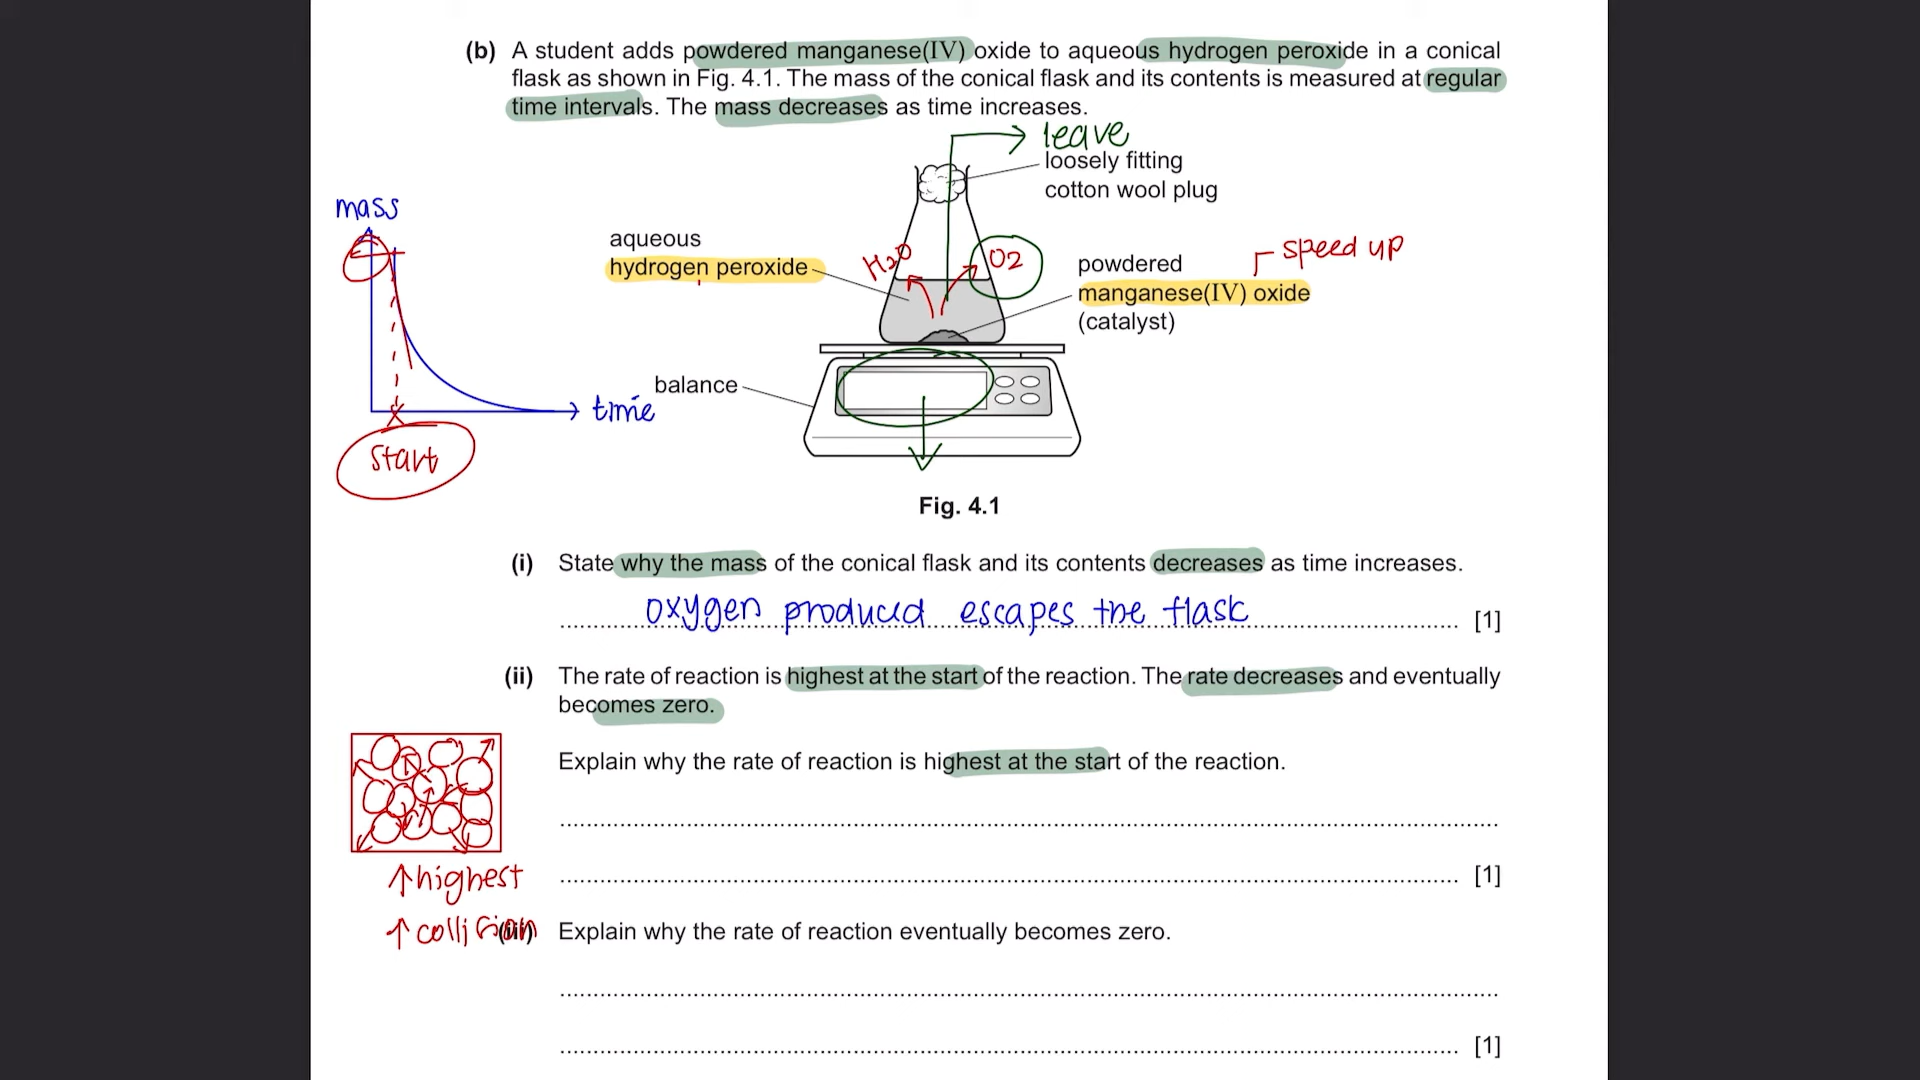 (b) A student adds powdered manganese(IV) oxide to aqueous hydrogen peroxide in a conical
flask as shown in Fig. 4.1. The mass of the conical flask and its contents is measured at regular
time intervals. The mass decreases as time increases.
leave
loosely fitting
cotton wool plug
mass
aqueous
hydrogen peroxide
H2O
O2
speed up
powdered
manganese(IV) oxide
(catalyst)
balance
time
start
Fig. 4.1
(i) State why the mass of the conical flask and its contents decreases as time increases.
oxygen produced escapes the flask [1]
(ii) The rate of reaction is highest at the start of the reaction. The rate decreases and eventually
becomes zero.
Explain why the rate of reaction is highest at the start of the reaction.
↑ highest
[1]
↑ collision
(iii) Explain why the rate of reaction eventually becomes zero.
[1]